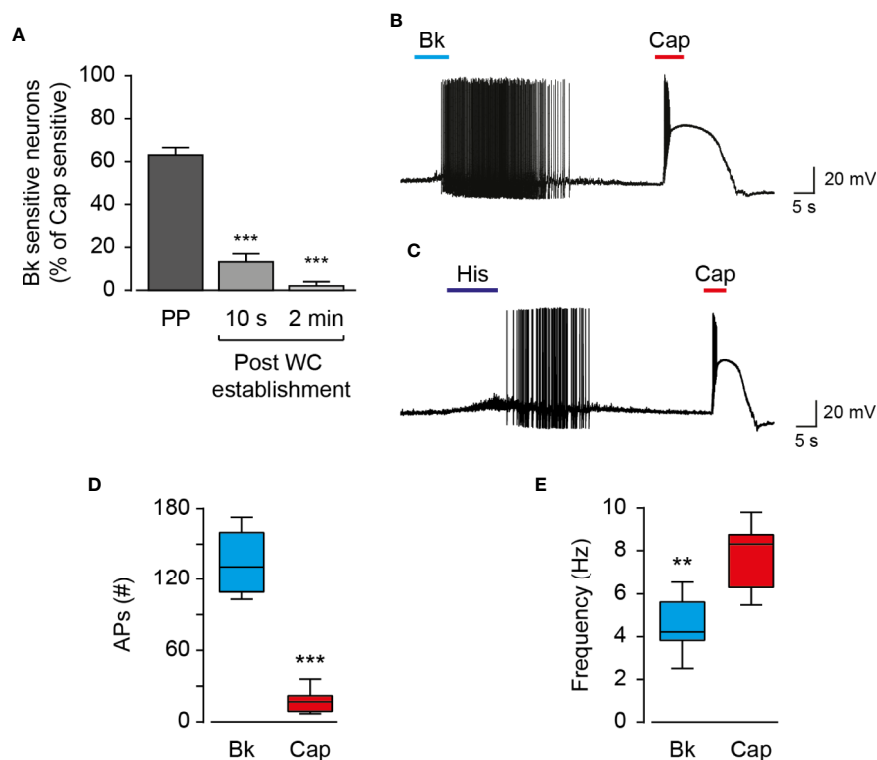 A
Bk sensitive neurons
(% of Cap sensitive)
100
80
60
40
20
0
***
***
PP
10 s
2 min
Post WC
establishment
B
Bk
Cap
20 mV
5 s
C
His
Cap
20 mV
5 s
D
APs (#)
180
120
60
0
***
Bk
Cap
E
Frequency (Hz)
10
8
6
4
2
0
**
Bk
Cap